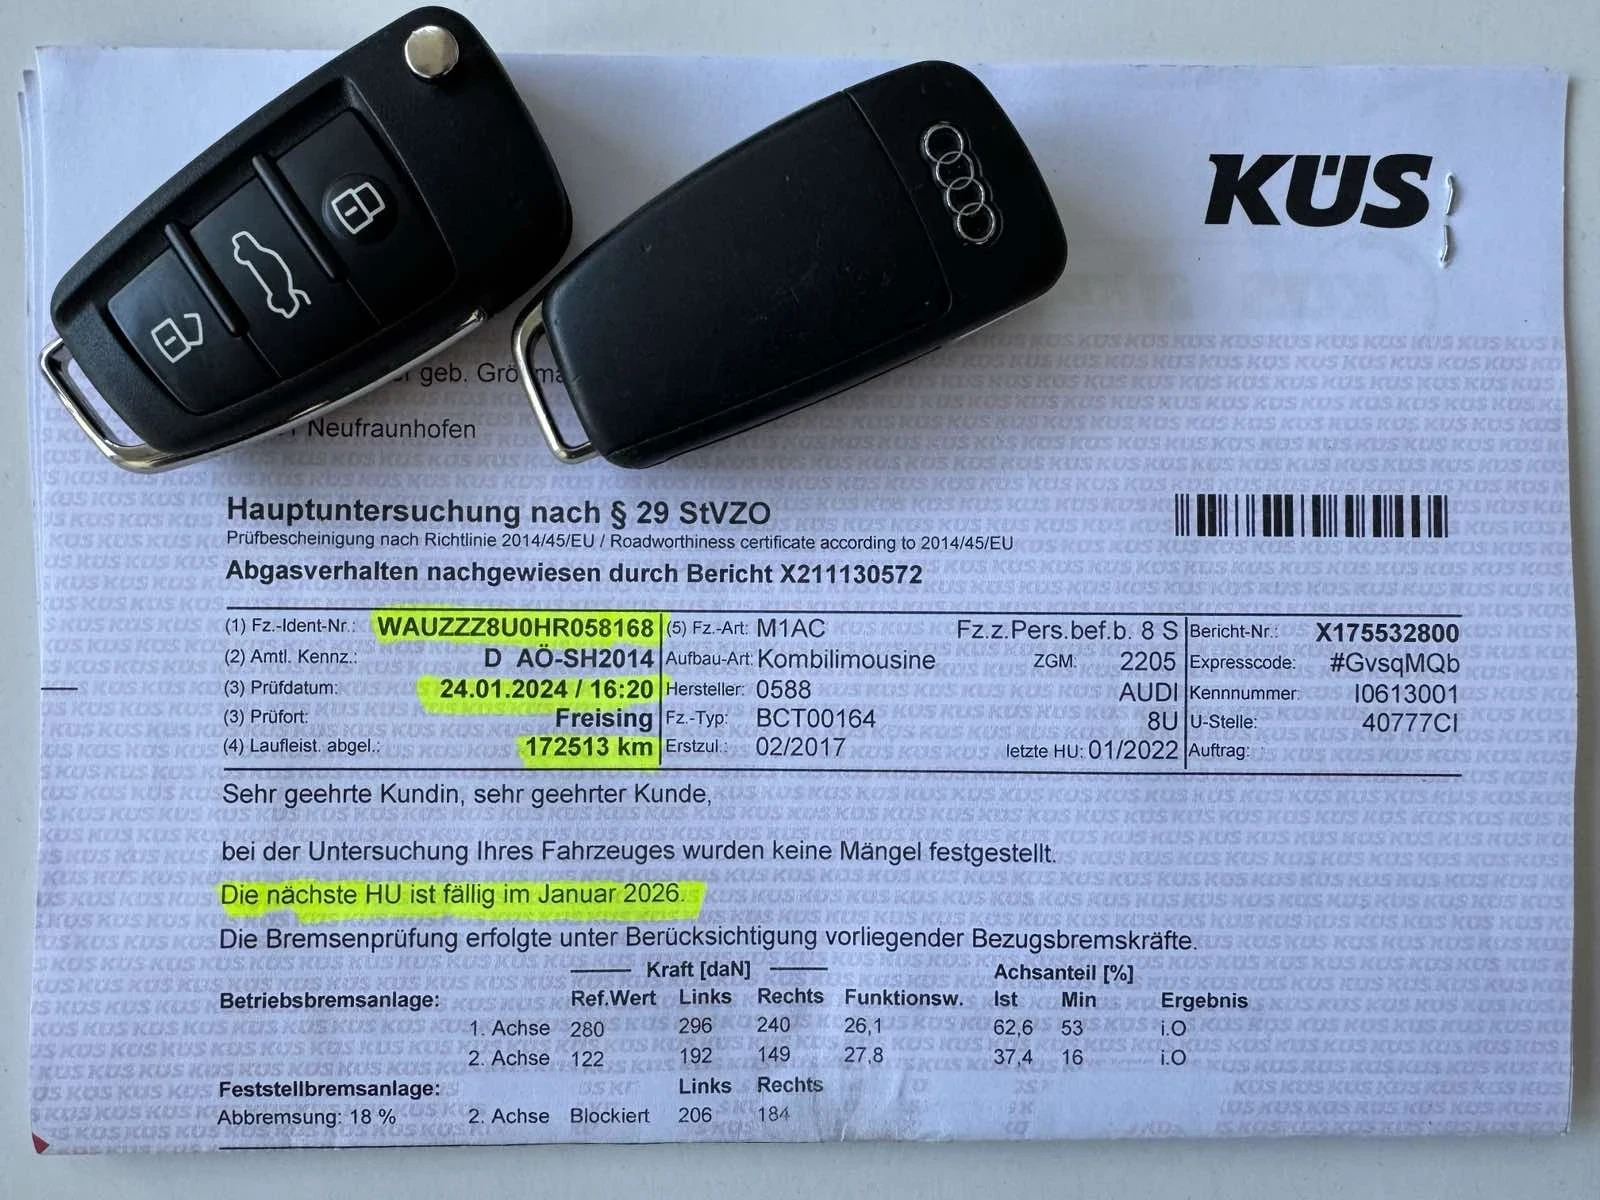 KÜS
geb.
Neufraunhofen
Hauptuntersuchung nach § 29 StVZO
Prüfbescheinigung nach Richtlinie 2014/45/EU / Roadworthiness certificate according to 2014/45/EU
Abgasverhalten nachgewiesen durch Bericht X211130572
(1) Fz.-Ident-Nr.: WAUZZZ8U0HR058168 (5) Fz.-Art: M1AC Fz.z.Pers.bef.b. 8 S Bericht-Nr.: X175532800
(2) Amtl. Kennz.: D AÖ-SH2014 Aufbau-Art: Kombilimousine ZGM: 2205 Expresscode: #GvsqMQb
(3) Prüfdatum: 24.01.2024 / 16:20 Hersteller: 0588 AUDI Kennnummer: I0613001
(3) Prüfort: Freising Fz.-Typ: BCT00164 8U U-Stelle: 40777CI
(4) Laufleist. abgel.: 172513 km Erstzul.: 02/2017 letzte HU: 01/2022 Auftrag:
Sehr geehrte Kundin, sehr geehrter Kunde,
bei der Untersuchung Ihres Fahrzeuges wurden keine Mängel festgestellt.
Die nächste HU ist fällig im Januar 2026.
Die Bremsenprüfung erfolgte unter Berücksichtigung vorliegender Bezugsbremskräfte.
Kraft [daN] Achsanteil [%]
Betriebsbremsanlage: Ref.Wert Links Rechts Funktionsw. Ist Min Ergebnis
1. Achse 280 296 240 26,1 62,6 53 i.O
2. Achse 122 192 149 27,8 37,4 16 i.O
Feststellbremsanlage: Links Rechts
Abbremsung: 18 % 2. Achse Blockiert 206 184